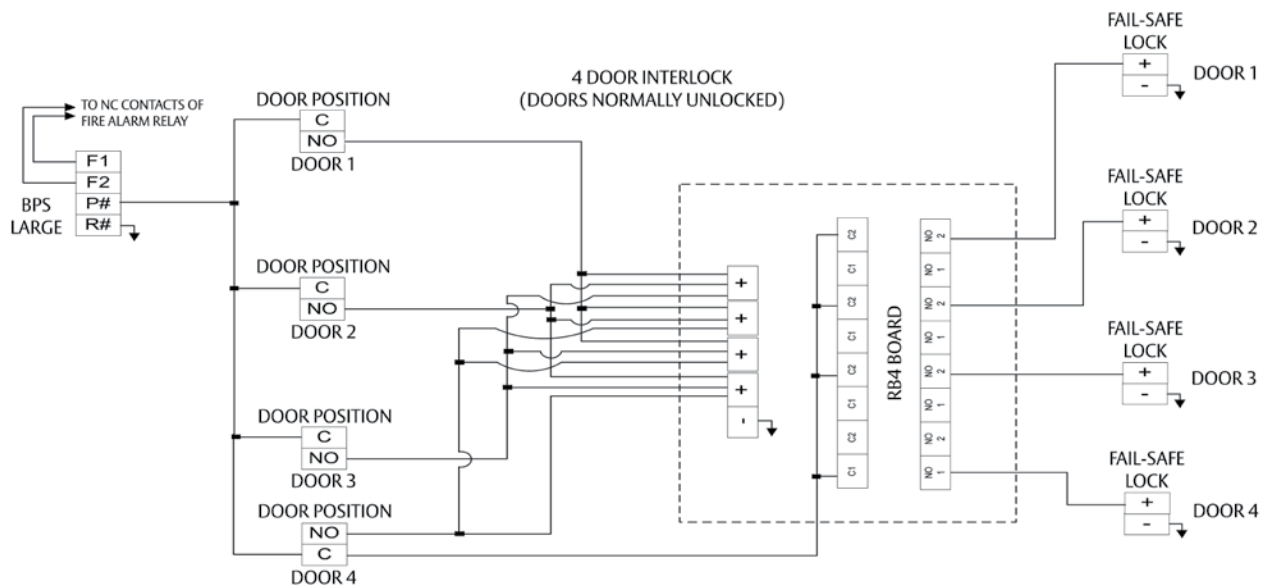 4 DOOR INTERLOCK
(DOORS NORMALLY UNLOCKED)
TO NC CONTACTS OF
FIRE ALARM RELAY
F1
F2
P#
R#
BPS
LARGE
DOOR POSITION
C
NO
DOOR 1
DOOR POSITION
C
NO
DOOR 2
DOOR POSITION
C
NO
DOOR 3
DOOR POSITION
NO
C
DOOR 4
+
+
+
+
-
C2
C1
C2
C1
C2
C1
C2
C1
RB4 BOARD
NO 2
NO 1
NO 2
NO 1
NO 2
NO 1
NO 2
NO 1
FAIL-SAFE
LOCK
+
-
DOOR 1
FAIL-SAFE
LOCK
+
-
DOOR 2
FAIL-SAFE
LOCK
+
-
DOOR 3
FAIL-SAFE
LOCK
+
-
DOOR 4